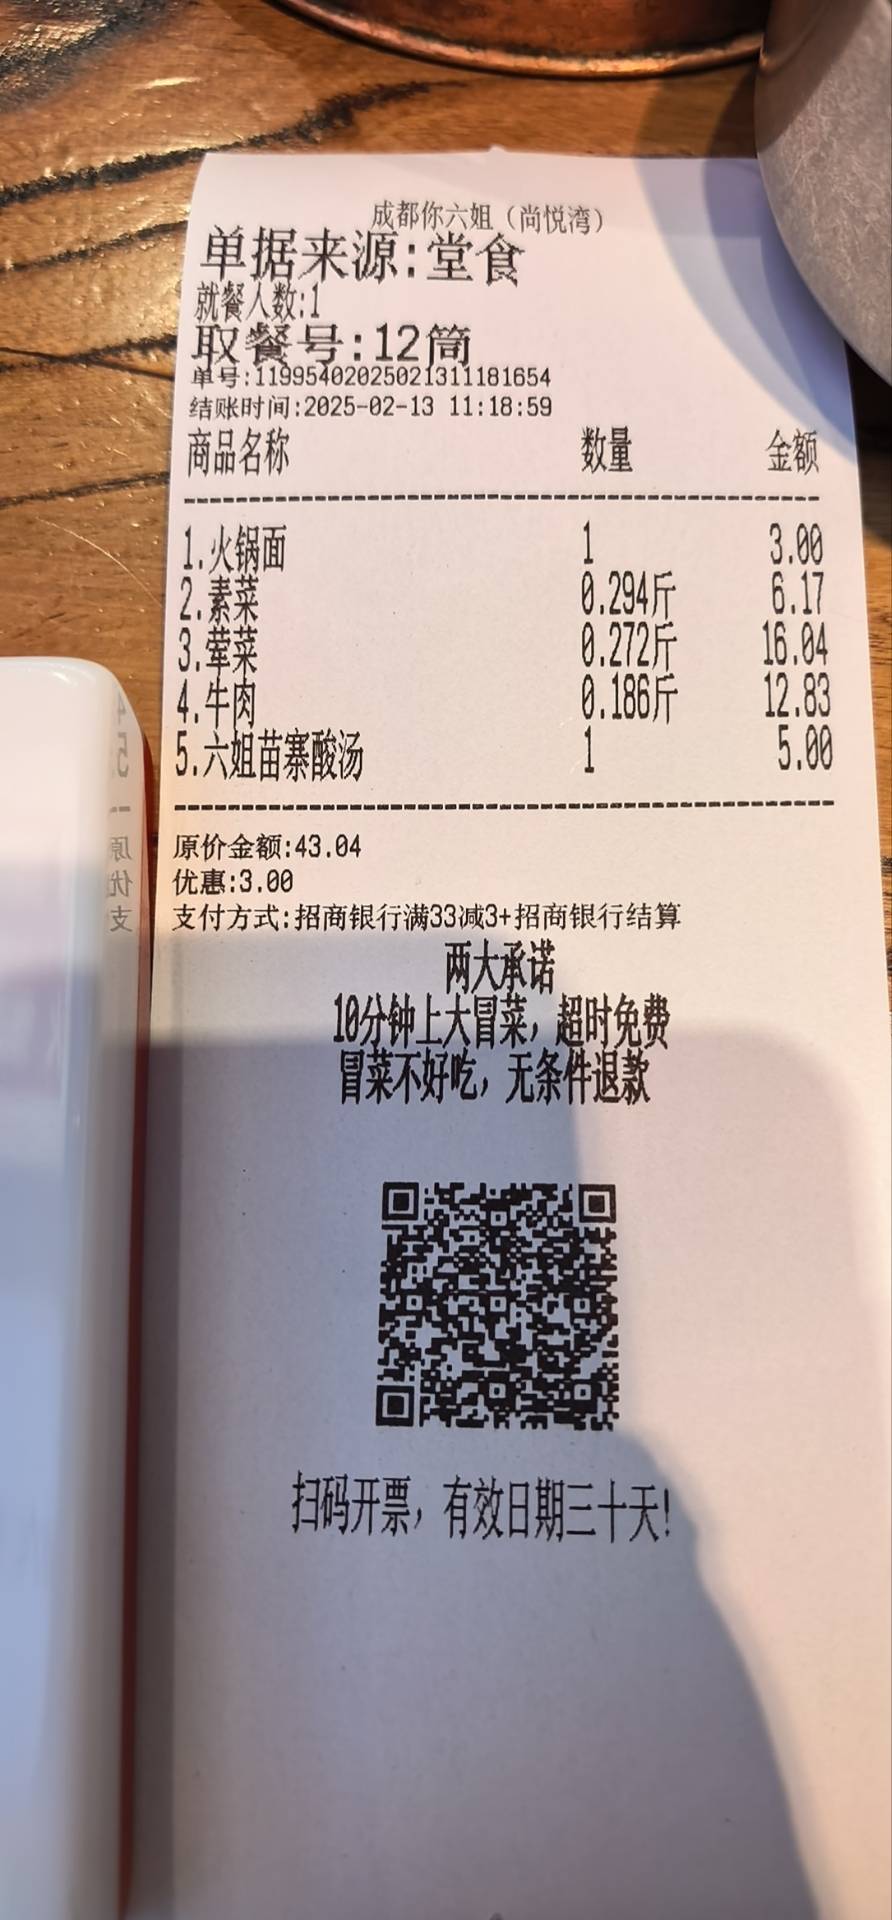 成都你六姐（尚悦湾）
单据来源:堂食
就餐人数:1
取餐号:12筒
单号:11995402025021311181654
结账时间:2025-02-13 11:18:59
商品名称 数量 金额
1.火锅面 1 3.00
2.素菜 0.294斤 6.17
3.荤菜 0.272斤 16.04
4.牛肉 0.186斤 12.83
5.六姐苗寨酸汤 1 5.00
原价金额:43.04
优惠:3.00
支付方式:招商银行满33减3+招商银行结算
两大承诺
10分钟上大冒菜，超时免费
冒菜不好吃，无条件退款
扫码开票，有效日期三十天!